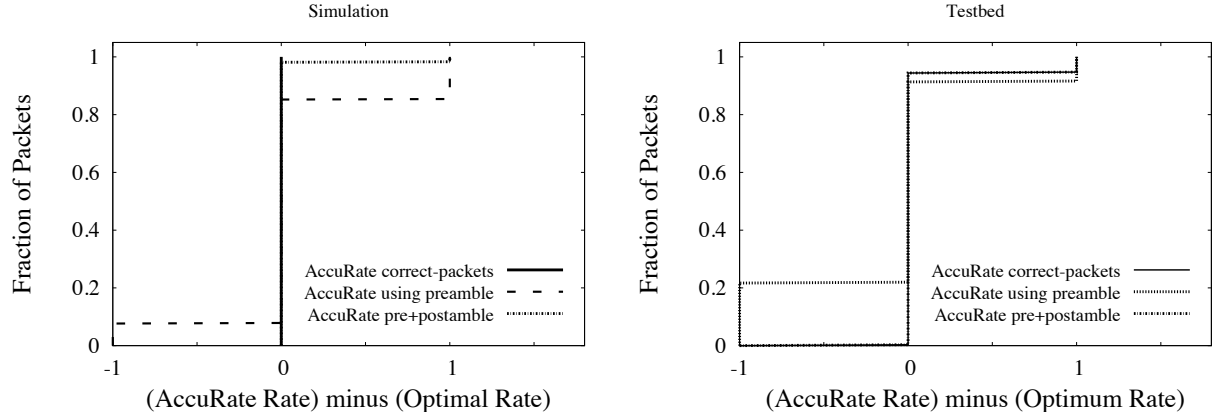 Simulation
Fraction of Packets
1
0.8
0.6
0.4
0.2
0
-1
0
1
AccuRate correct-packets
AccuRate using preamble
AccuRate pre+postamble
(AccuRate Rate) minus (Optimal Rate)
Testbed
Fraction of Packets
1
0.8
0.6
0.4
0.2
0
-1
0
1
AccuRate correct-packets
AccuRate using preamble
AccuRate pre+postamble
(AccuRate Rate) minus (Optimum Rate)